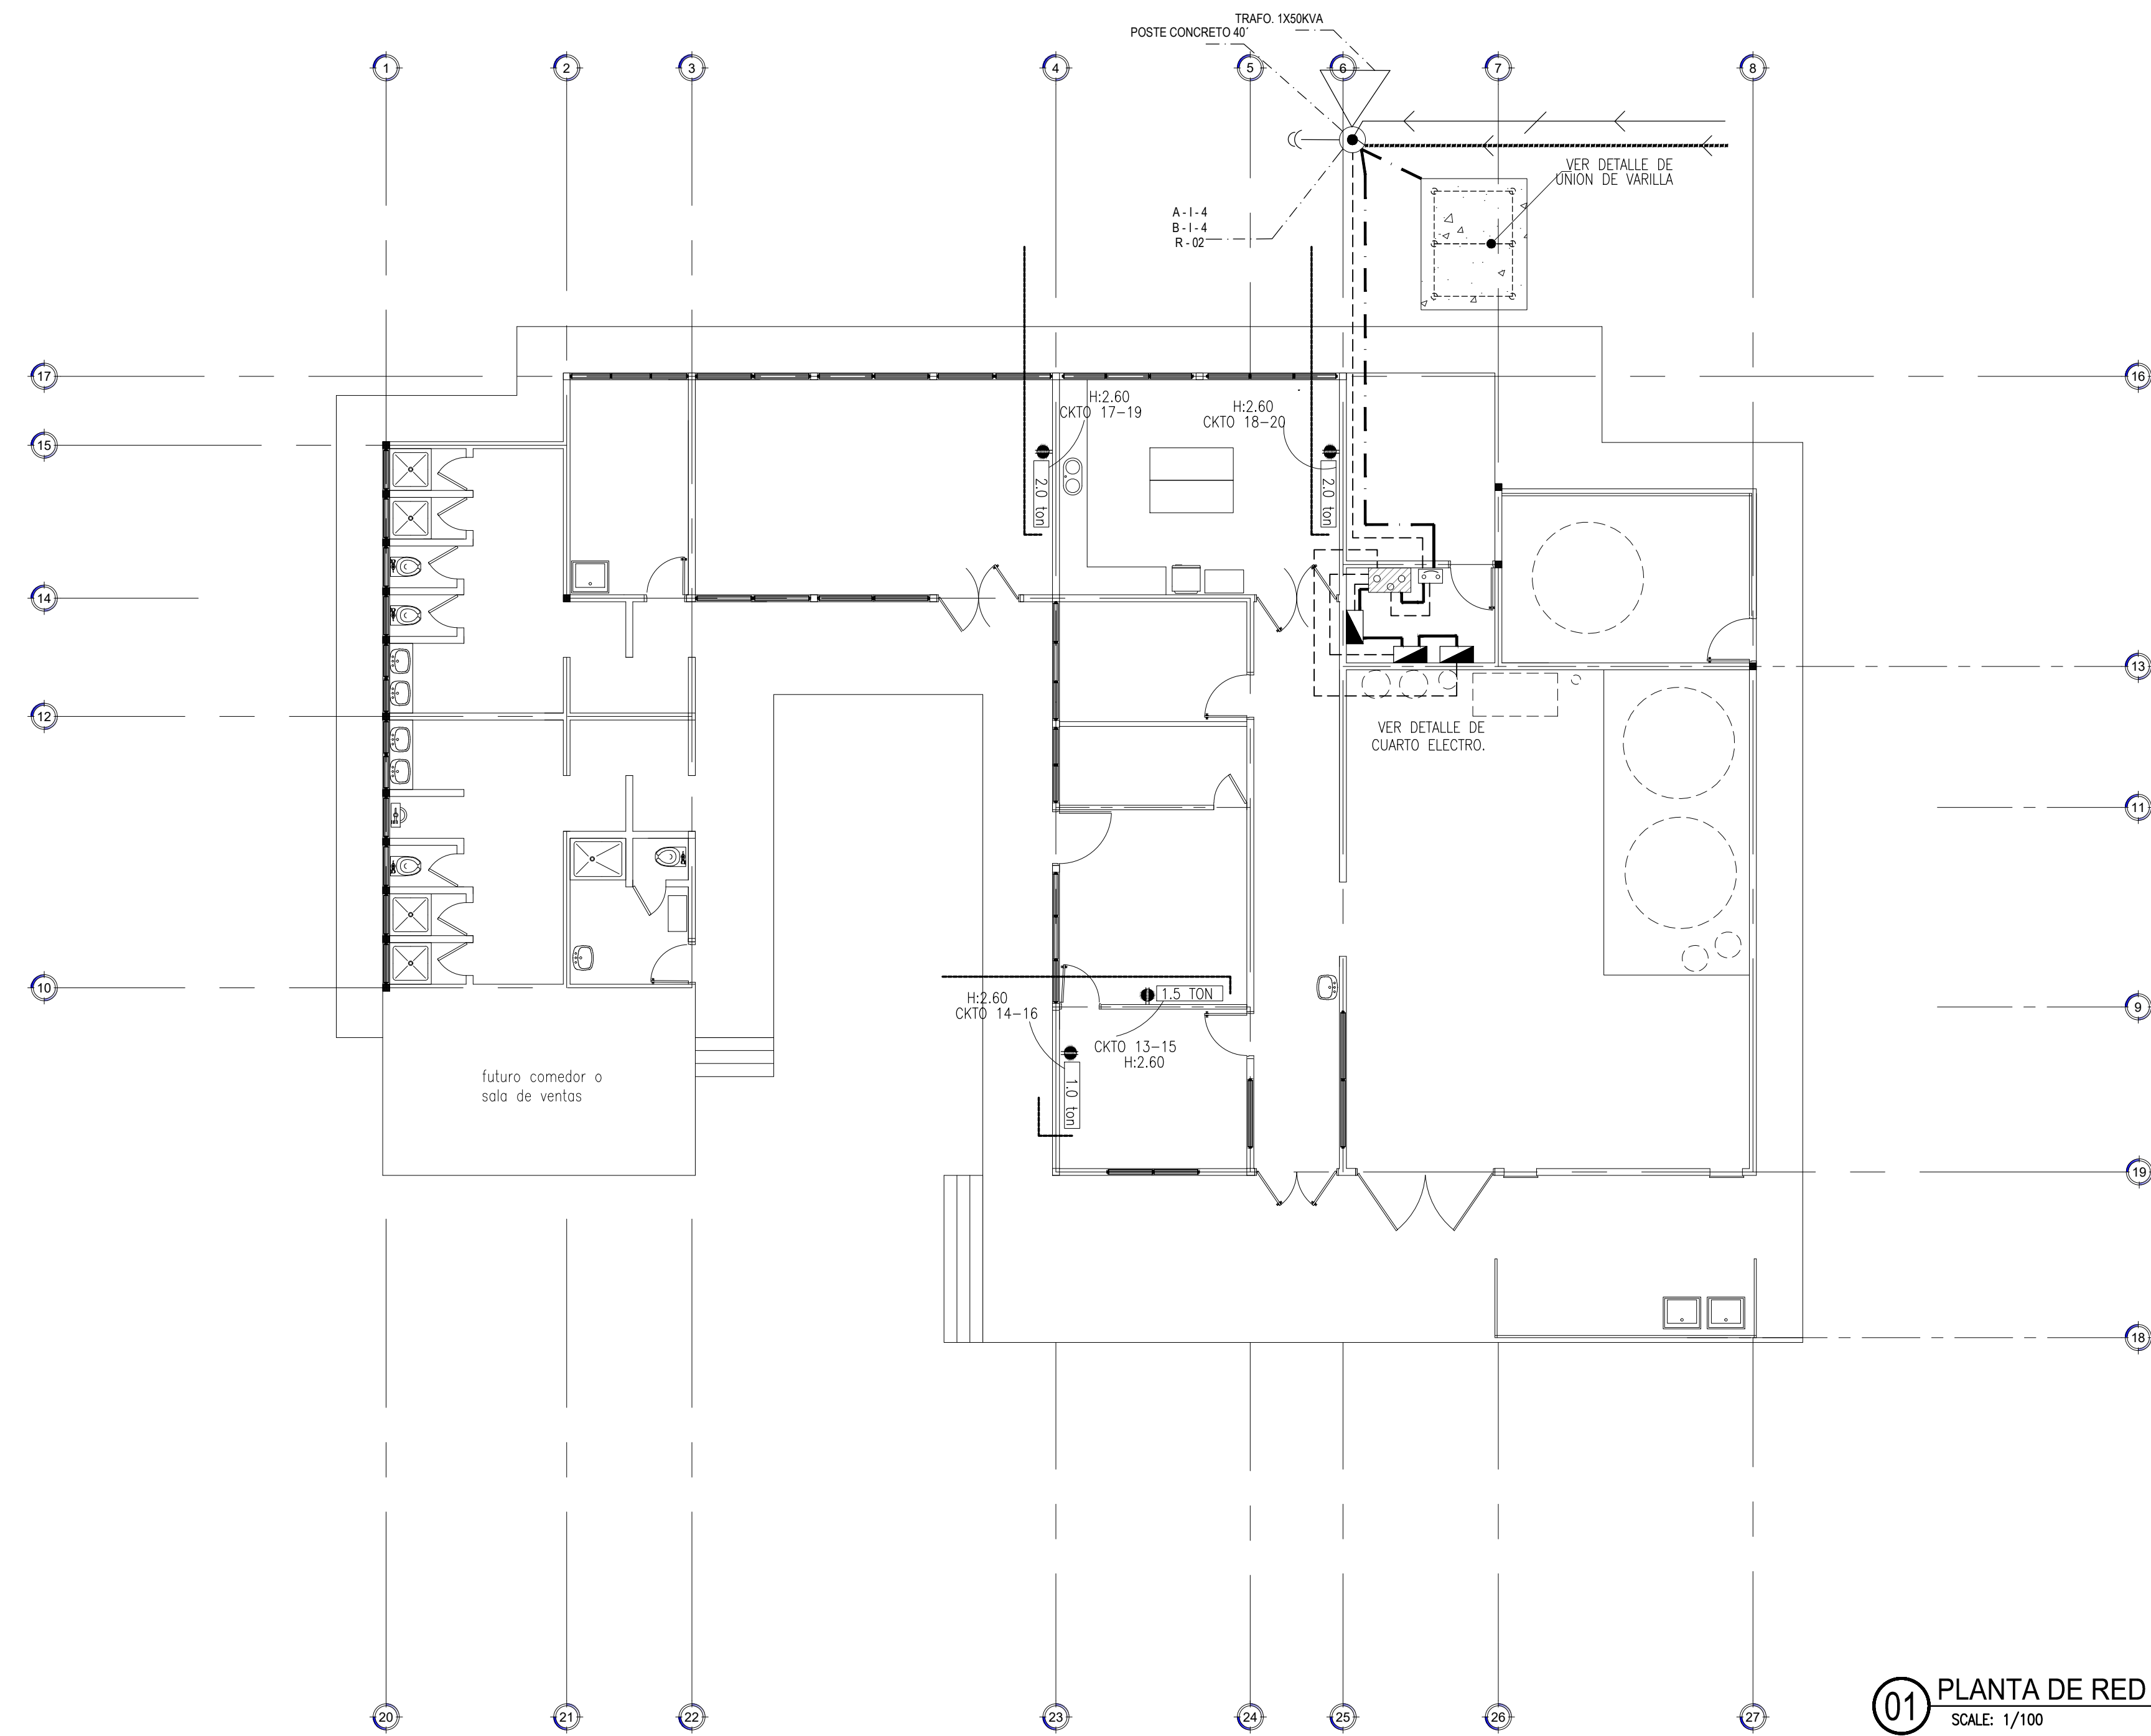 TRAFO. 1X50KVA
POSTE CONCRETO 40´
1
2
3
4
5
6
7
8
VER DETALLE DE
UNION DE VARILLA
A - I - 4
B - I - 4
R - 02
17
16
H:2.60
CKTO 17-19
H:2.60
CKTO 18-20
15
2.0 ton
2.0 ton
14
13
12
VER DETALLE DE
CUARTO ELECTRO.
11
10
9
1.5 TON
H:2.60
CKTO 14-16
CKTO 13-15
H:2.60
futuro comedor o
sala de ventas
1.0 ton
19
18
20
21
22
23
24
25
26
27
01
PLANTA DE RED
SCALE: 1/100